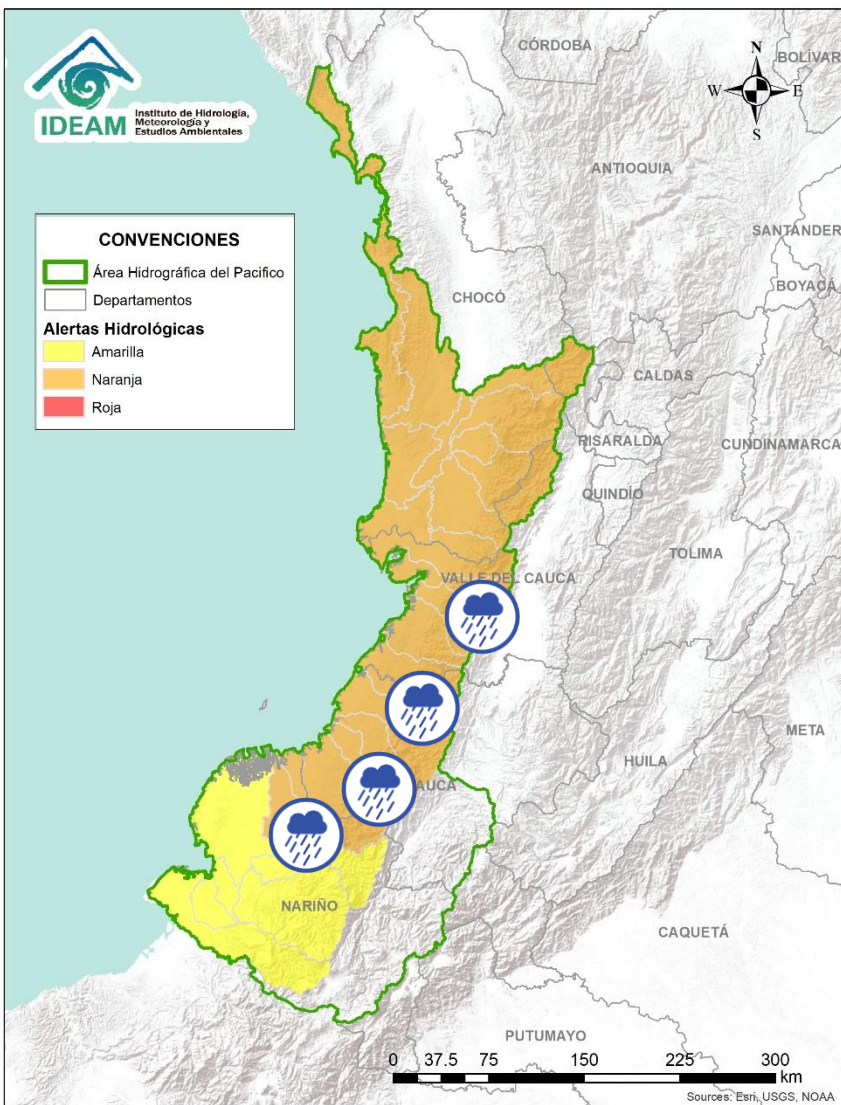 IDEAM
Instituto de Hidrología,
Meteorología y
Estudios Ambientales
CÓRDOBA
BOLÍVAR
N
W
E
S
ANTIOQUIA
SANTÁNDER
BOYACÁ
CONVENCIONES
Área Hidrográfica del Pacifico
Departamentos
Alertas Hidrológicas
Amarilla
Naranja
Roja
CHOCÓ
CALDAS
RISARALDA
CUNDINAMARCA
QUINDÍO
TOLIMA
VALLE DEL CAUCA
META
HUILA
AUCA
NARIÑO
CAQUETÁ
PUTUMAYO
0 37.5 75 150 225 300
km
Sources: Esri, USGS, NOAA